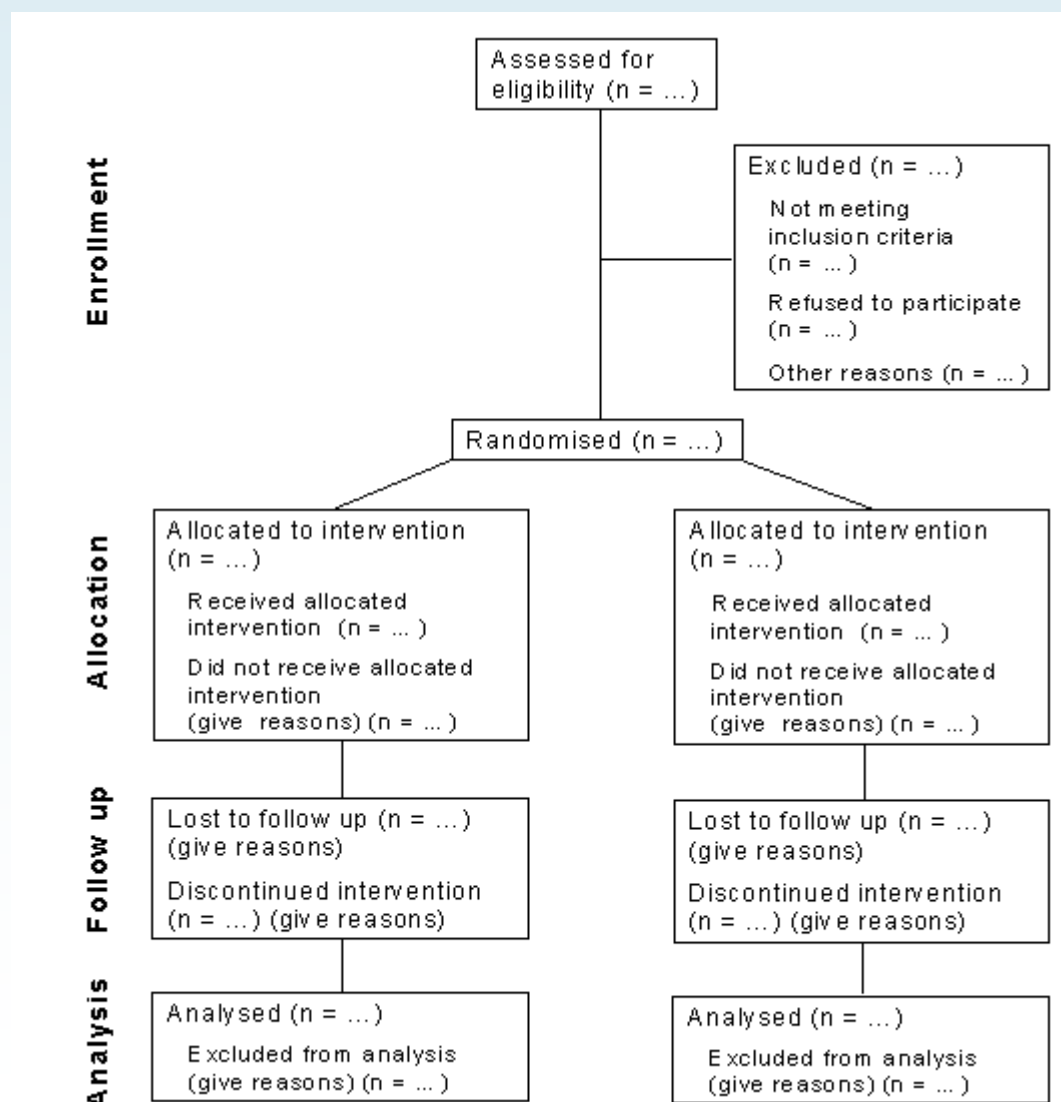 Assessed for
eligibility (n = ...)
Enrollment
Excluded (n = ...)
Not meeting
inclusion criteria
(n = ... )
Refused to participate
(n = ... )
Other reasons (n = ... )
Randomised (n = ...)
Allocation
Allocated to intervention
(n = ...)
Received allocated
intervention (n = ... )
Did not receive allocated
intervention
(give reasons) (n = ... )
Allocated to intervention
(n = ...)
Received allocated
intervention (n = ... )
Did not receive allocated
intervention
(give reasons) (n = ... )
Follow up
Lost to follow up (n = ...)
(give reasons)
Discontinued intervention
(n = ...) (give reasons)
Lost to follow up (n = ...)
(give reasons)
Discontinued intervention
(n = ...) (give reasons)
Analysis
Analysed (n = ...)
Excluded from analysis
(give reasons) (n = ... )
Analysed (n = ...)
Excluded from analysis
(give reasons) (n = ... )